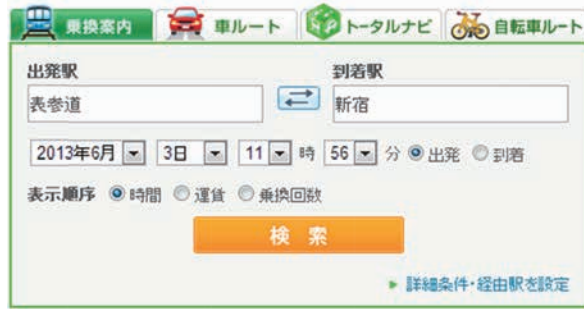 乗換案内 車ルート トータルナビ 自転車ルート
出発駅 到着駅
表参道 新宿
2013年6月 3日 11 時 56 分 出発 到着
表示順序 時間 運賃 乗換回数
検 索
詳細条件・経由駅を設定